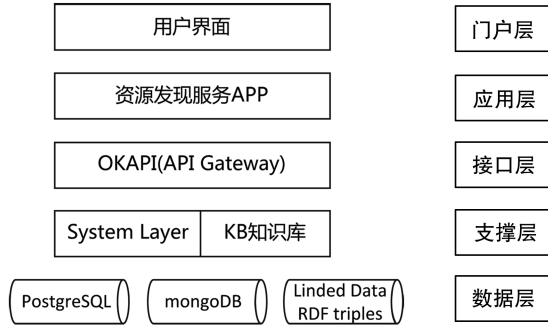 用户界面 门户层
资源发现服务APP 应用层
OKAPI(API Gateway) 接口层
System Layer KB知识库 支撑层
PostgreSQL mongoDB Linded Data 数据层
RDF triples